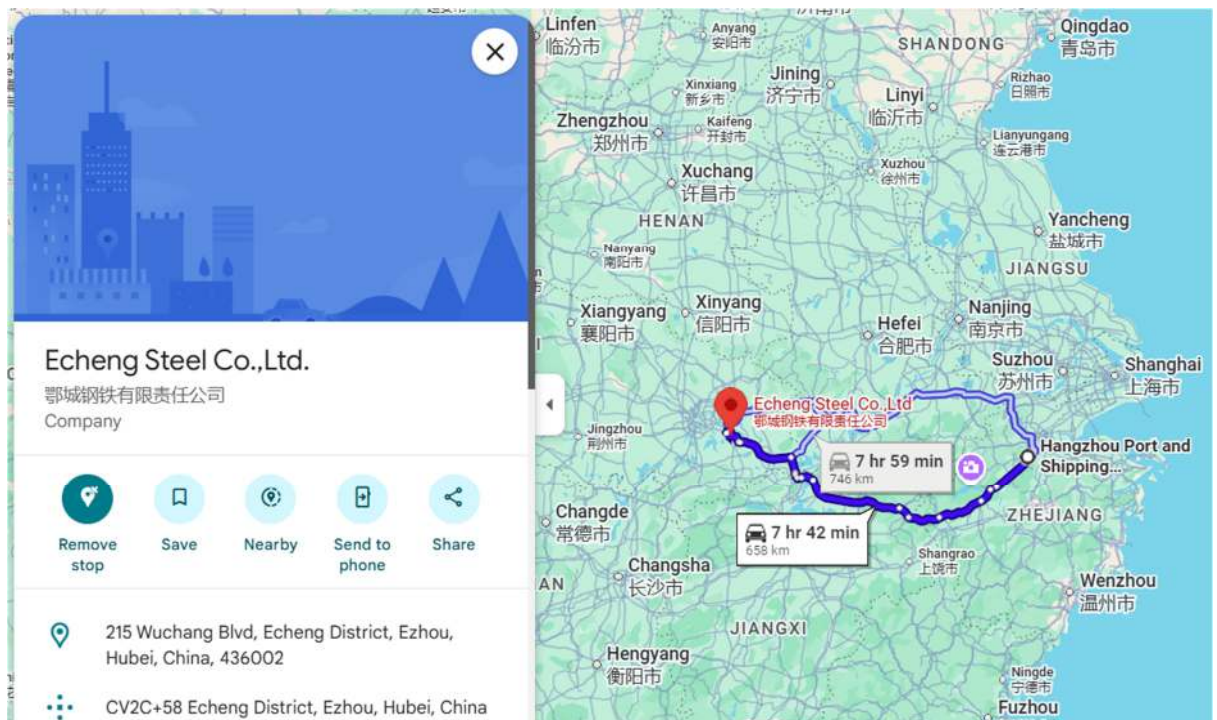 Echeng Steel Co.,Ltd.
鄂城钢铁有限责任公司
Company
Remove
stop
Save
Nearby
Send to
phone
Share
215 Wuchang Blvd, Echeng District, Ezhou,
Hubei, China, 436002
CV2C+58 Echeng District, Ezhou, Hubei, China
Linfen
临汾市
Anyang
安阳市
SHANDONG
Qingdao
青岛市
Xinxiang
新乡市
Jining
济宁市
Linyi
临沂市
Rizhao
日照市
Zhengzhou
郑州市
Kaifeng
开封市
Lianyungang
连云港市
Xuchang
许昌市
Xuzhou
徐州市
HENAN
Yancheng
盐城市
Nanyang
南阳市
JIANGSU
Xiangyang
襄阳市
Xinyang
信阳市
Hefei
合肥市
Nanjing
南京市
Suzhou
苏州市
Shanghai
上海市
Echeng Steel Co.,Ltd
鄂城钢铁有限责任公司
Jingzhou
荆州市
Hangzhou Port and
Shipping...
7 hr 59 min
746 km
Changde
常德市
7 hr 42 min
658 km
ZHEJIANG
Shangrao
上饶市
Changsha
长沙市
AN
Wenzhou
温州市
JIANGXI
Hengyang
衡阳市
Ningde
宁德市
Fuzhou